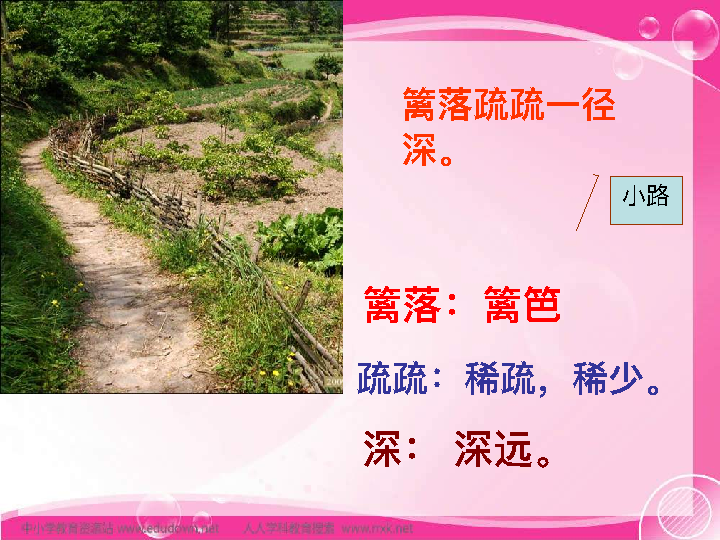 篱落疏疏一径
深。
小路
篱落：篱笆
疏疏：稀疏，稀少。
深： 深远。
中小学教育资源站 www.edudown.net 人人学科教育搜索 www.rrxk.net